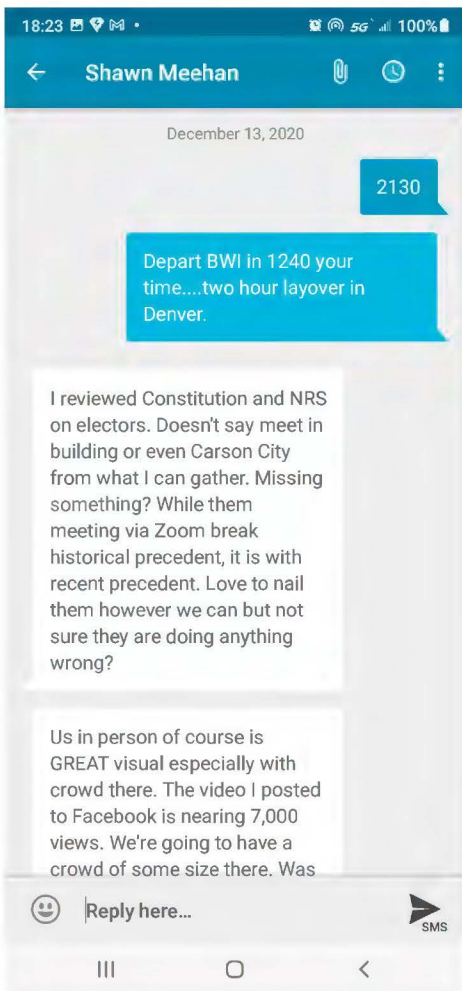 18:23 5G 100%
Shawn Meehan
December 13, 2020
2130
Depart BWI in 1240 your
time....two hour layover in
Denver.
I reviewed Constitution and NRS
on electors. Doesn't say meet in
building or even Carson City
from what I can gather. Missing
something? While them
meeting via Zoom break
historical precedent, it is with
recent precedent. Love to nail
them however we can but not
sure they are doing anything
wrong?
Us in person of course is
GREAT visual especially with
crowd there. The video I posted
to Facebook is nearing 7,000
views. We're going to have a
crowd of some size there. Was
Reply here...
SMS